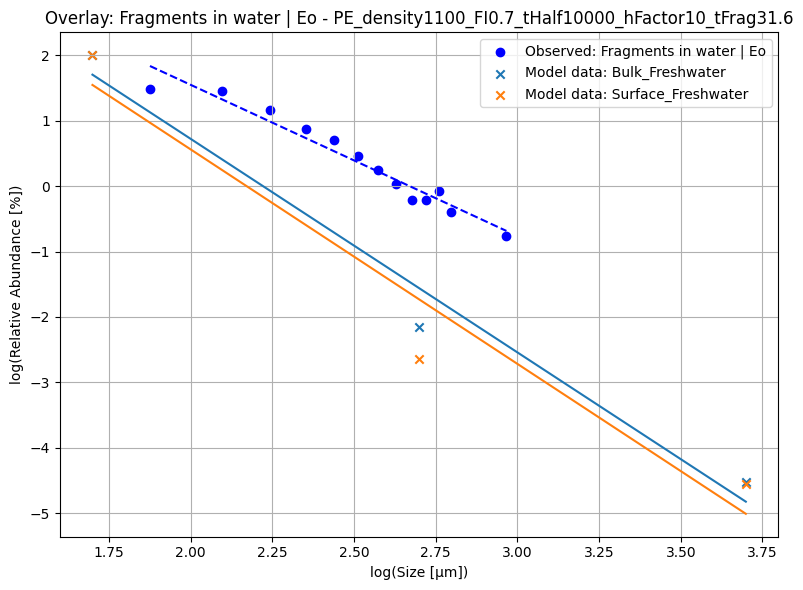 Overlay: Fragments in water | Eo - PE_density1100_FI0.7_tHalf10000_hFactor10_tFrag31.6
Observed: Fragments in water | Eo
Model data: Bulk_Freshwater
Model data: Surface_Freshwater
log(Relative Abundance [%])
2
1
0
−1
−2
−3
−4
−5
1.75 2.00 2.25 2.50 2.75 3.00 3.25 3.50 3.75
log(Size [µm])